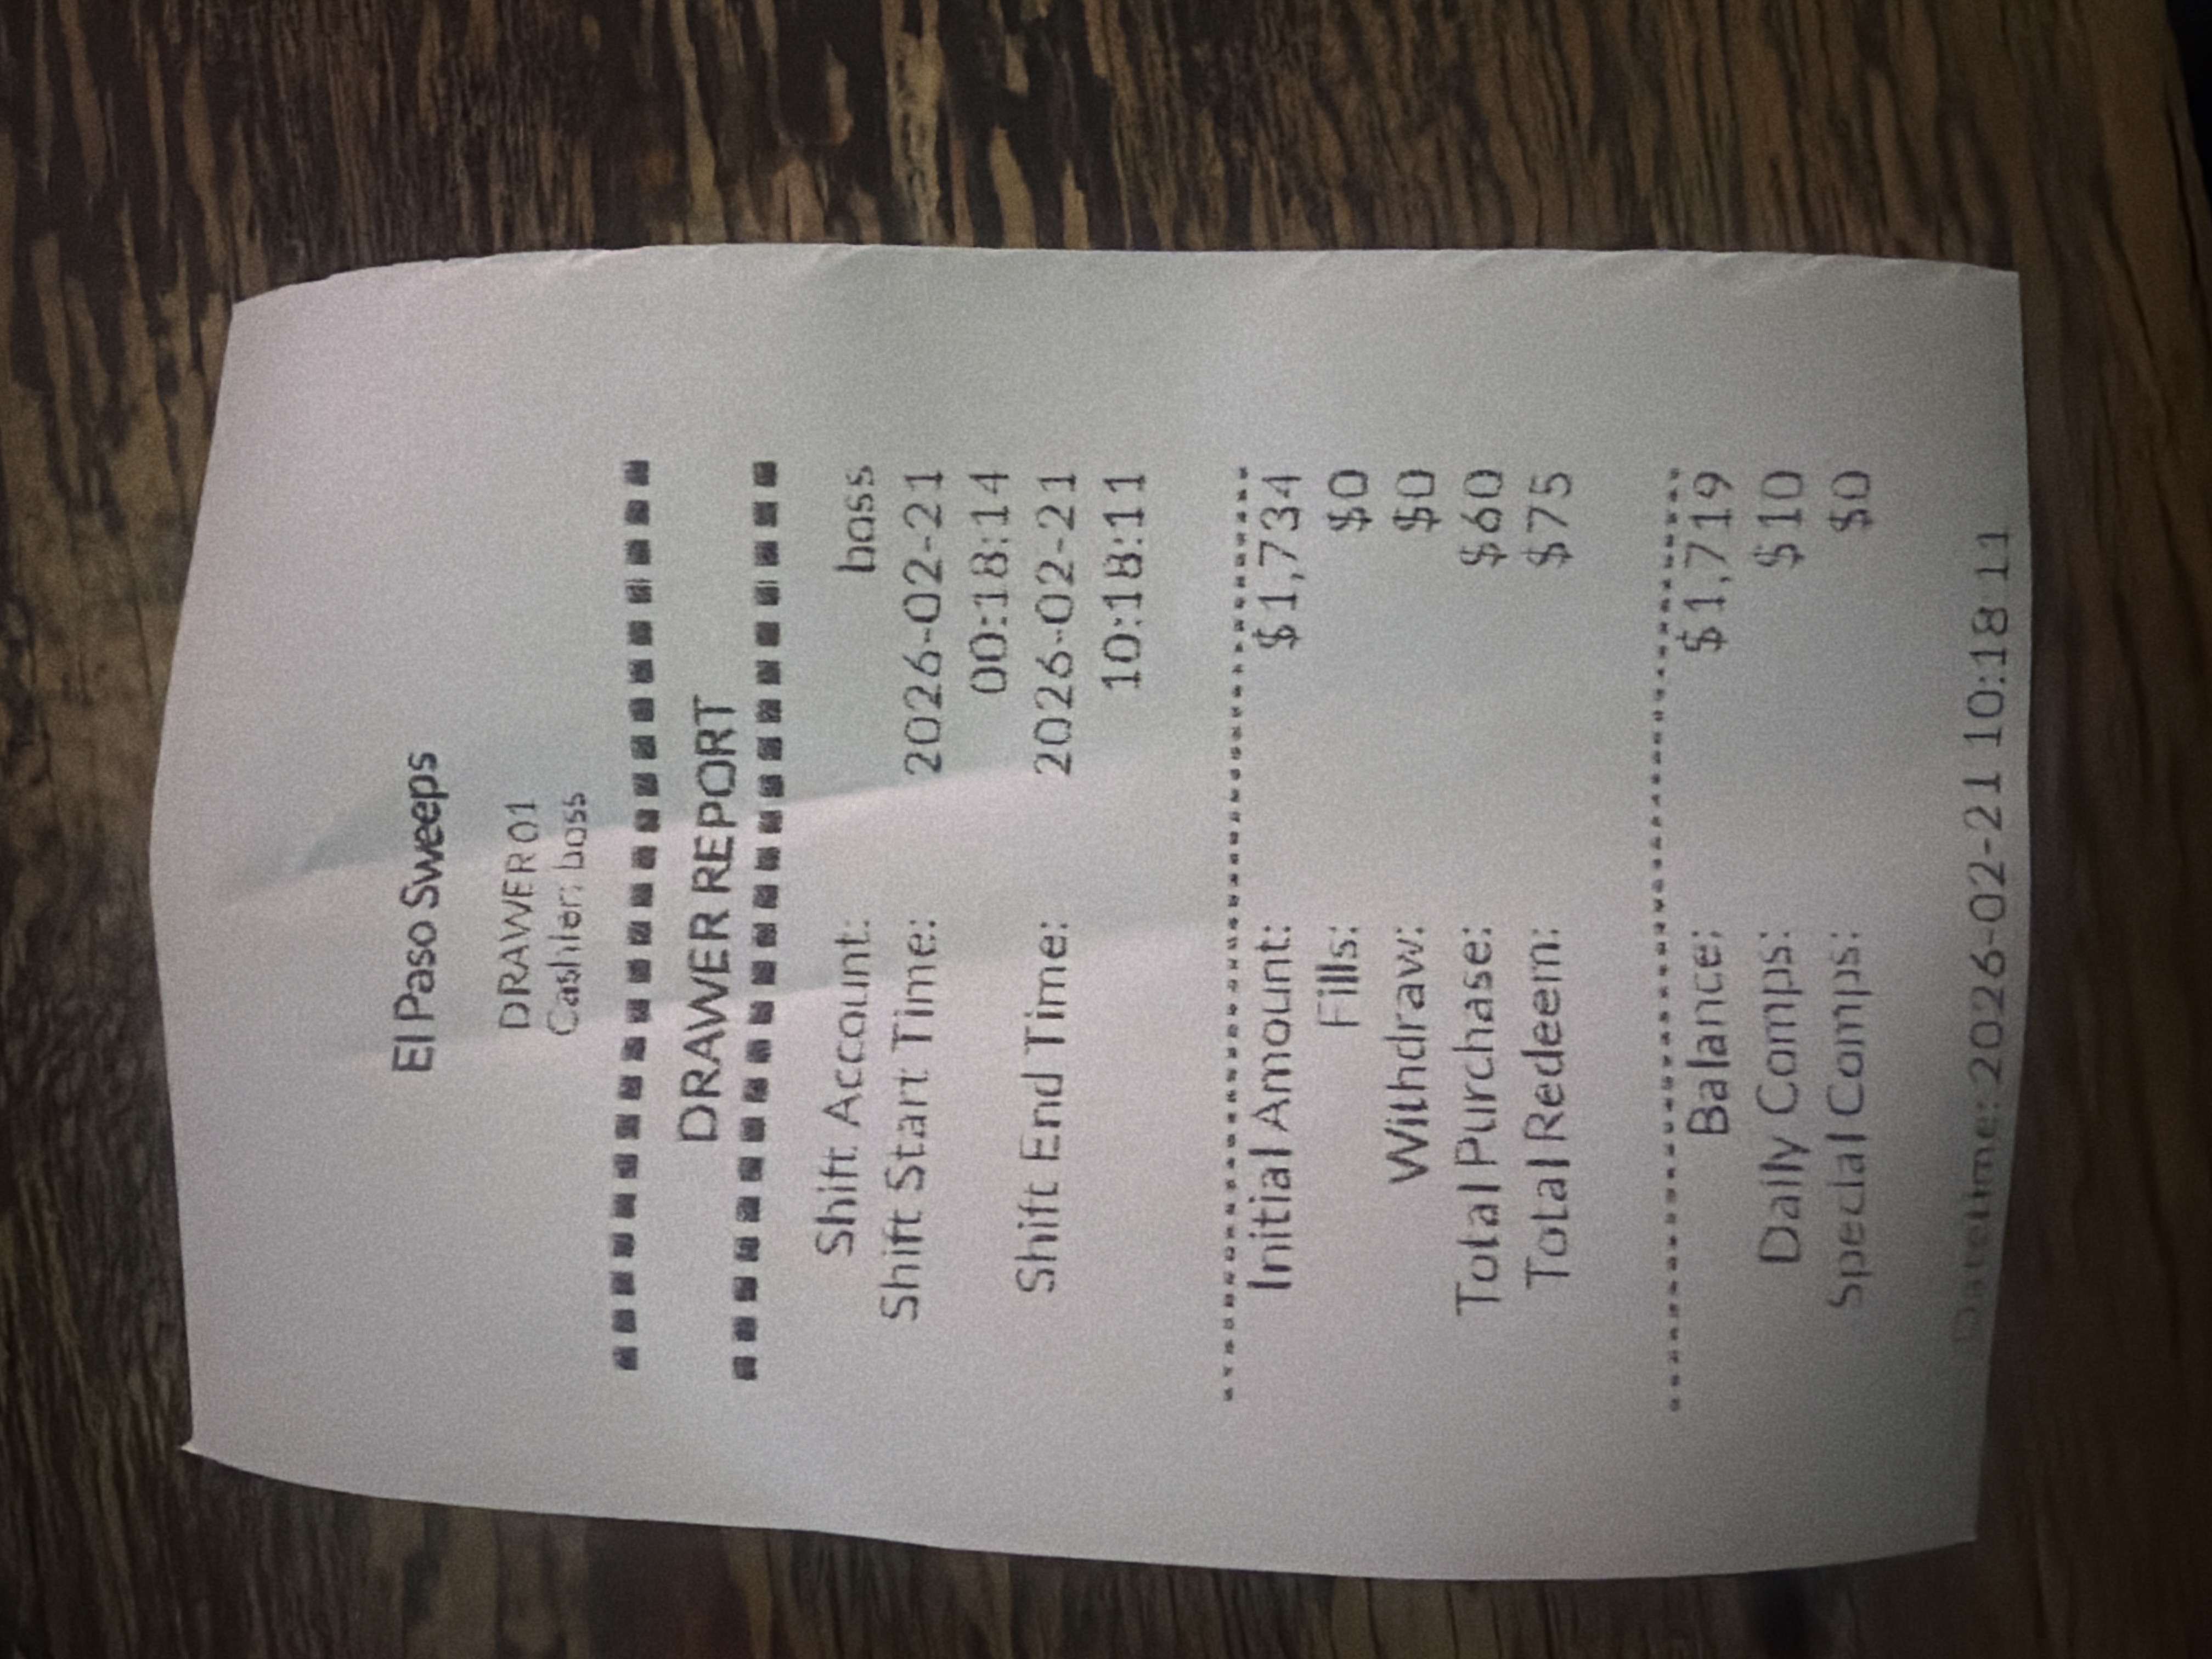 El Paso Sweeps
DRAWER 01
Cashier: boss
DRAWER REPORT
Shift Account: boss
Shift Start Time: 2026-02-21
00:18:14
Shift End Time: 2026-02-21
10:18:11
Initial Amount: $1,734
Fills: $0
Withdraw: $0
Total Purchase: $60
Total Redeem: $75
Balance: $1,719
Daily Comps: $10
Special Comps: $0
Datetime: 2026-02-21 10:18:11